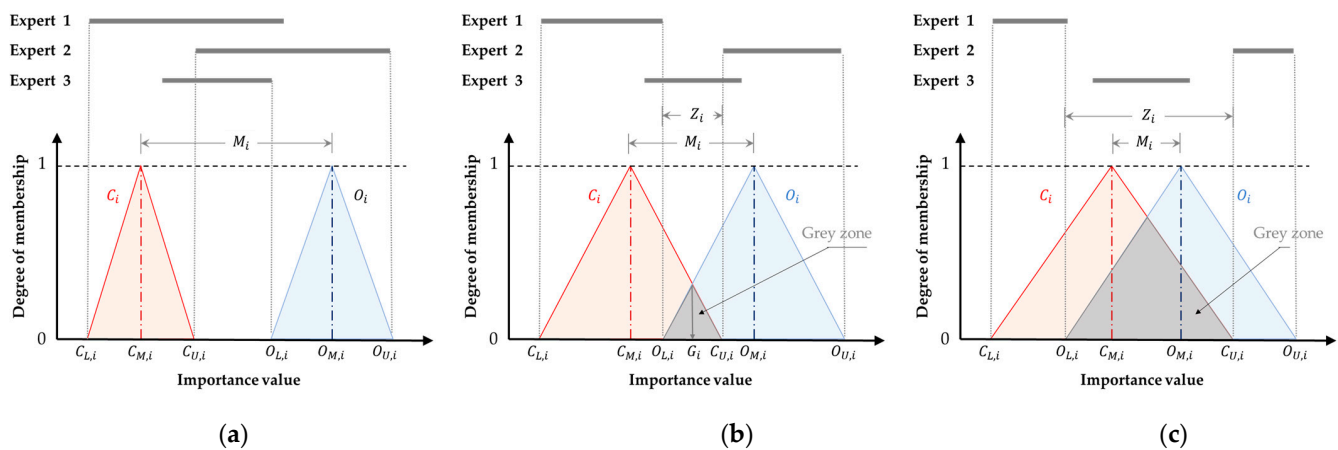 Expert 1
Expert 2
Expert 3
M_i
Degree of membership
1
C_i
O_i
0
C_{L,i} C_{M,i} C_{U,i} O_{L,i} O_{M,i} O_{U,i}
Importance value
(a)
Expert 1
Expert 2
Expert 3
Z_i
M_i
Degree of membership
1
C_i
O_i
Grey zone
0
C_{L,i} C_{M,i} O_{L,i} G_i C_{U,i} O_{M,i} O_{U,i}
Importance value
(b)
Expert 1
Expert 2
Expert 3
Z_i
M_i
Degree of membership
1
C_i
O_i
Grey zone
0
C_{L,i} O_{L,i} C_{M,i} O_{M,i} C_{U,i} O_{U,i}
Importance value
(c)